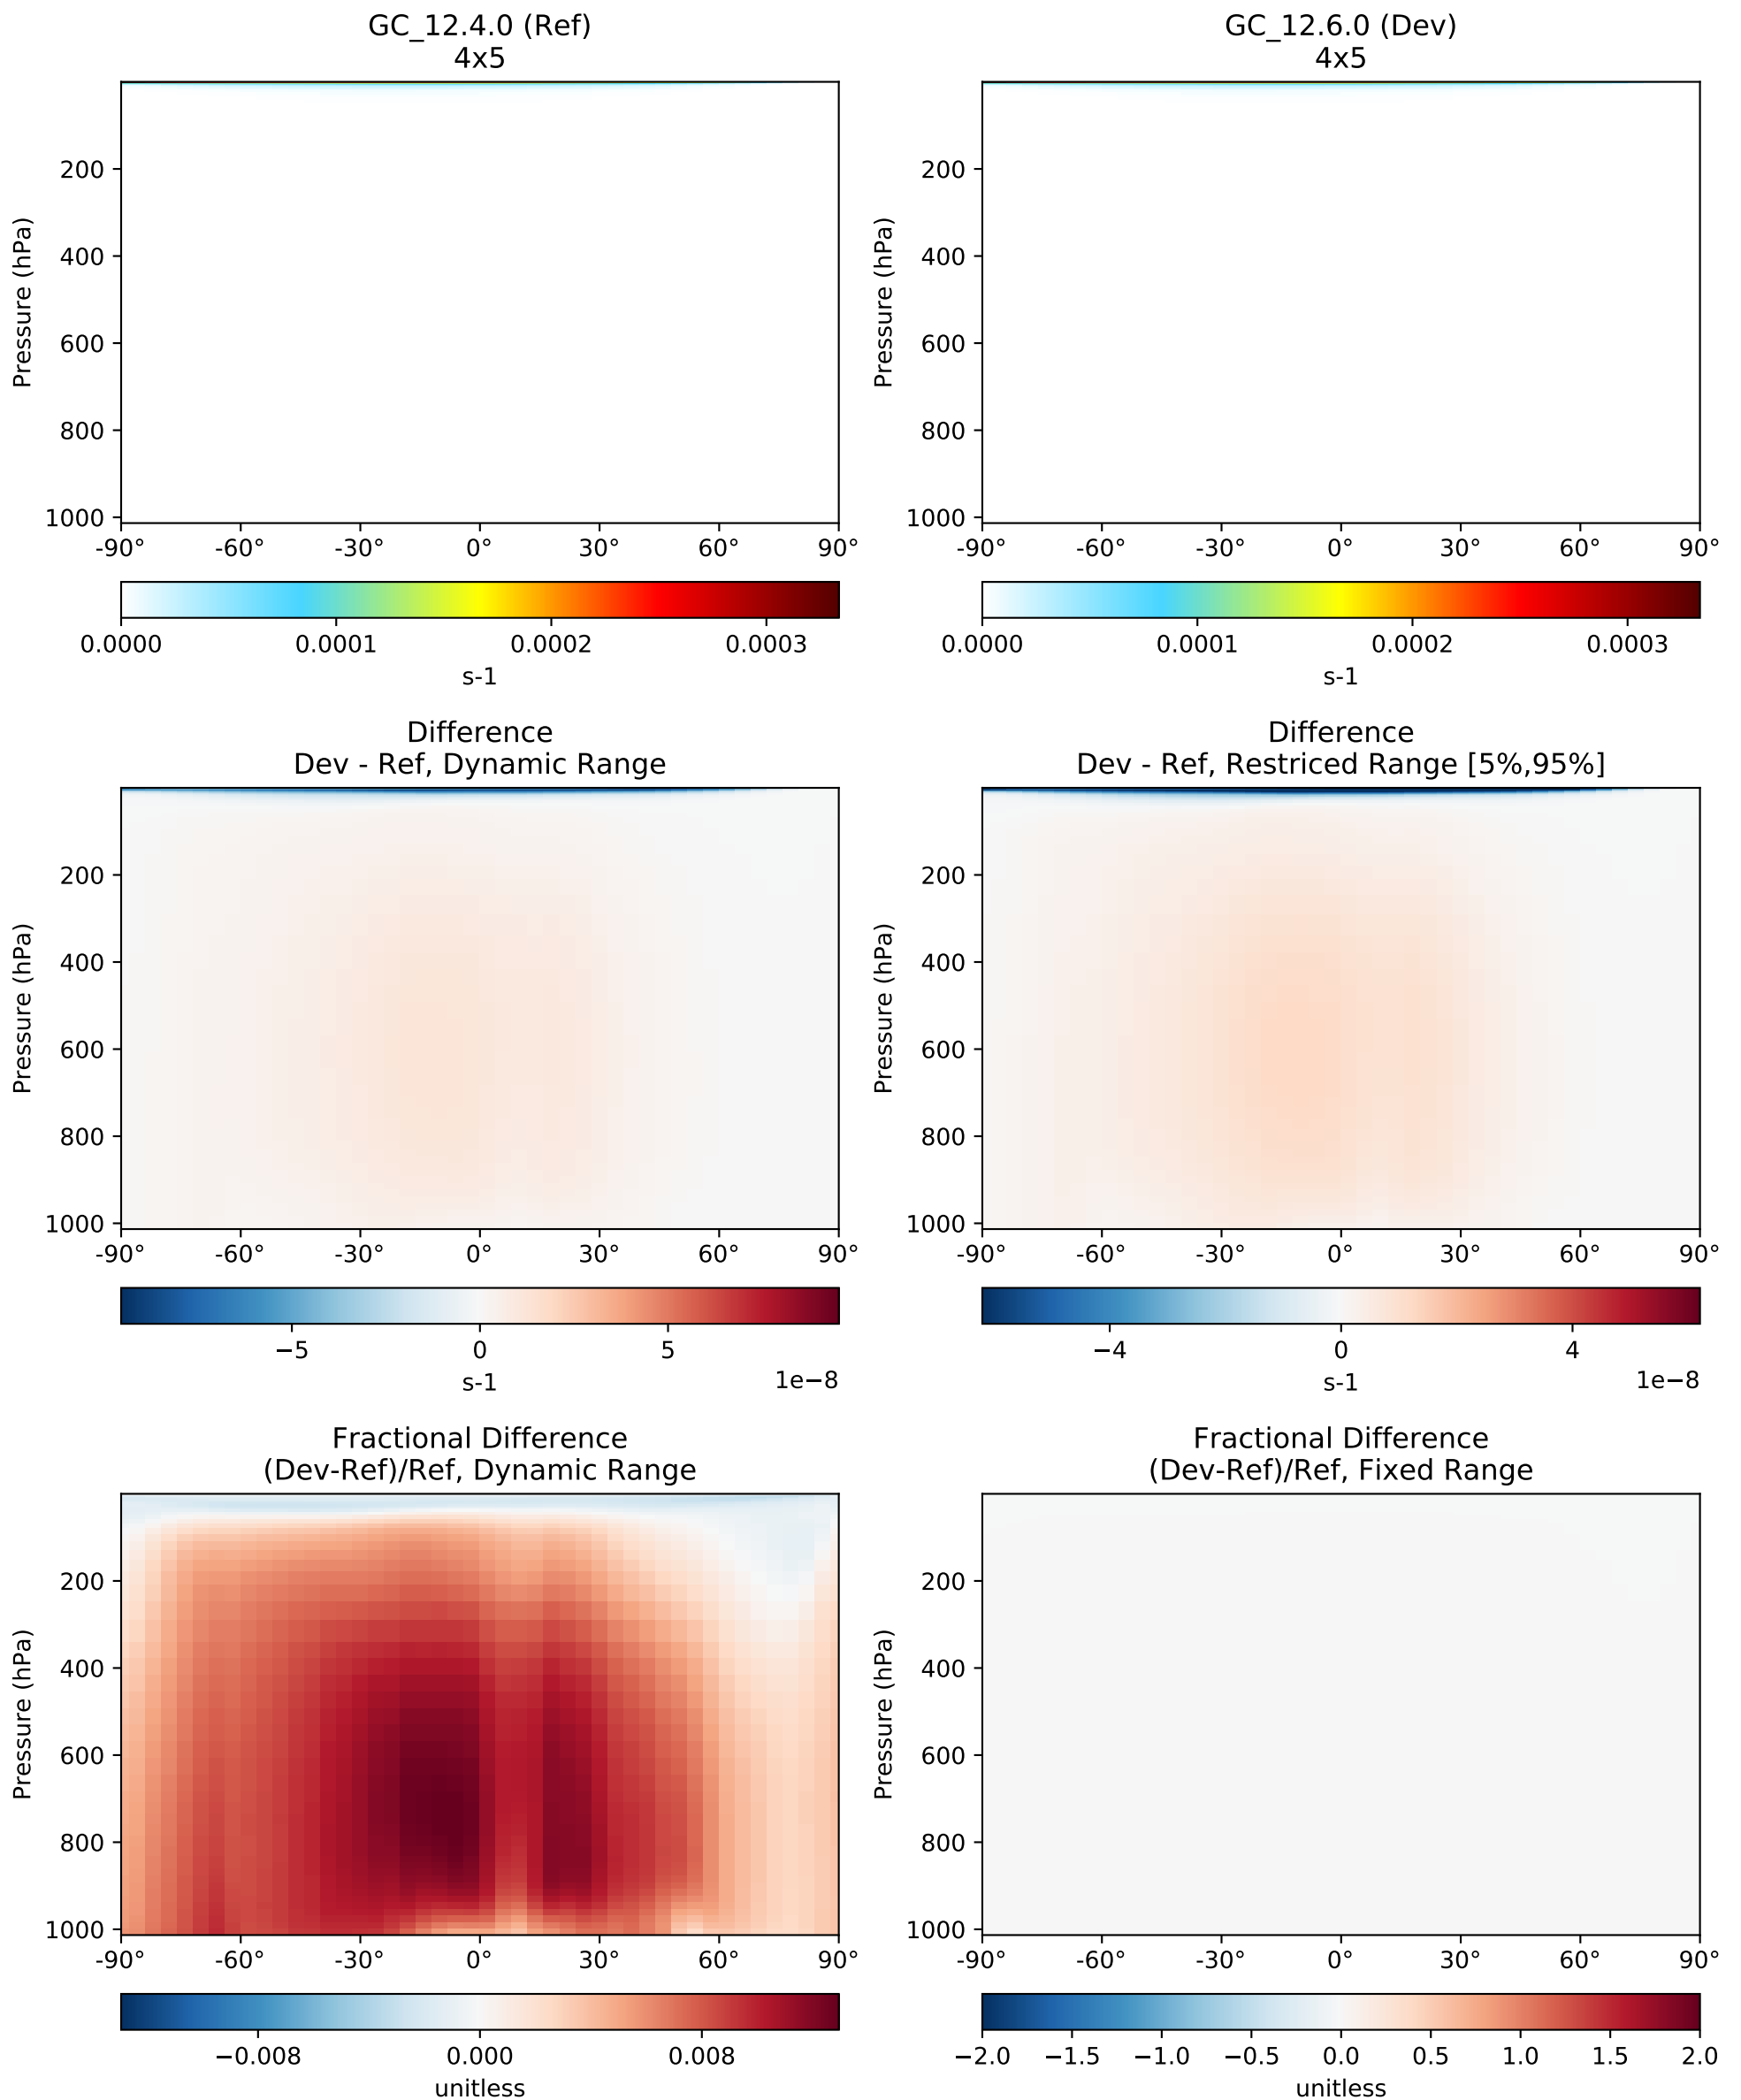 GC_12.4.0 (Ref)
4x5
GC_12.6.0 (Dev)
4x5
Pressure (hPa)
200
400
600
800
1000
-90° -60° -30° 0° 30° 60° 90°
0.0000 0.0001 0.0002 0.0003
s-1
Pressure (hPa)
200
400
600
800
1000
-90° -60° -30° 0° 30° 60° 90°
0.0000 0.0001 0.0002 0.0003
s-1
Difference
Dev - Ref, Dynamic Range
Pressure (hPa)
200
400
600
800
1000
-90° -60° -30° 0° 30° 60° 90°
−5 0 5
s-1
1e−8
Difference
Dev - Ref, Restriced Range [5%,95%]
Pressure (hPa)
200
400
600
800
1000
-90° -60° -30° 0° 30° 60° 90°
−4 0 4
s-1
1e−8
Fractional Difference
(Dev-Ref)/Ref, Dynamic Range
Pressure (hPa)
200
400
600
800
1000
-90° -60° -30° 0° 30° 60° 90°
−0.008 0.000 0.008
unitless
Fractional Difference
(Dev-Ref)/Ref, Fixed Range
Pressure (hPa)
200
400
600
800
1000
-90° -60° -30° 0° 30° 60° 90°
−2.0 −1.5 −1.0 −0.5 0.0 0.5 1.0 1.5 2.0
unitless